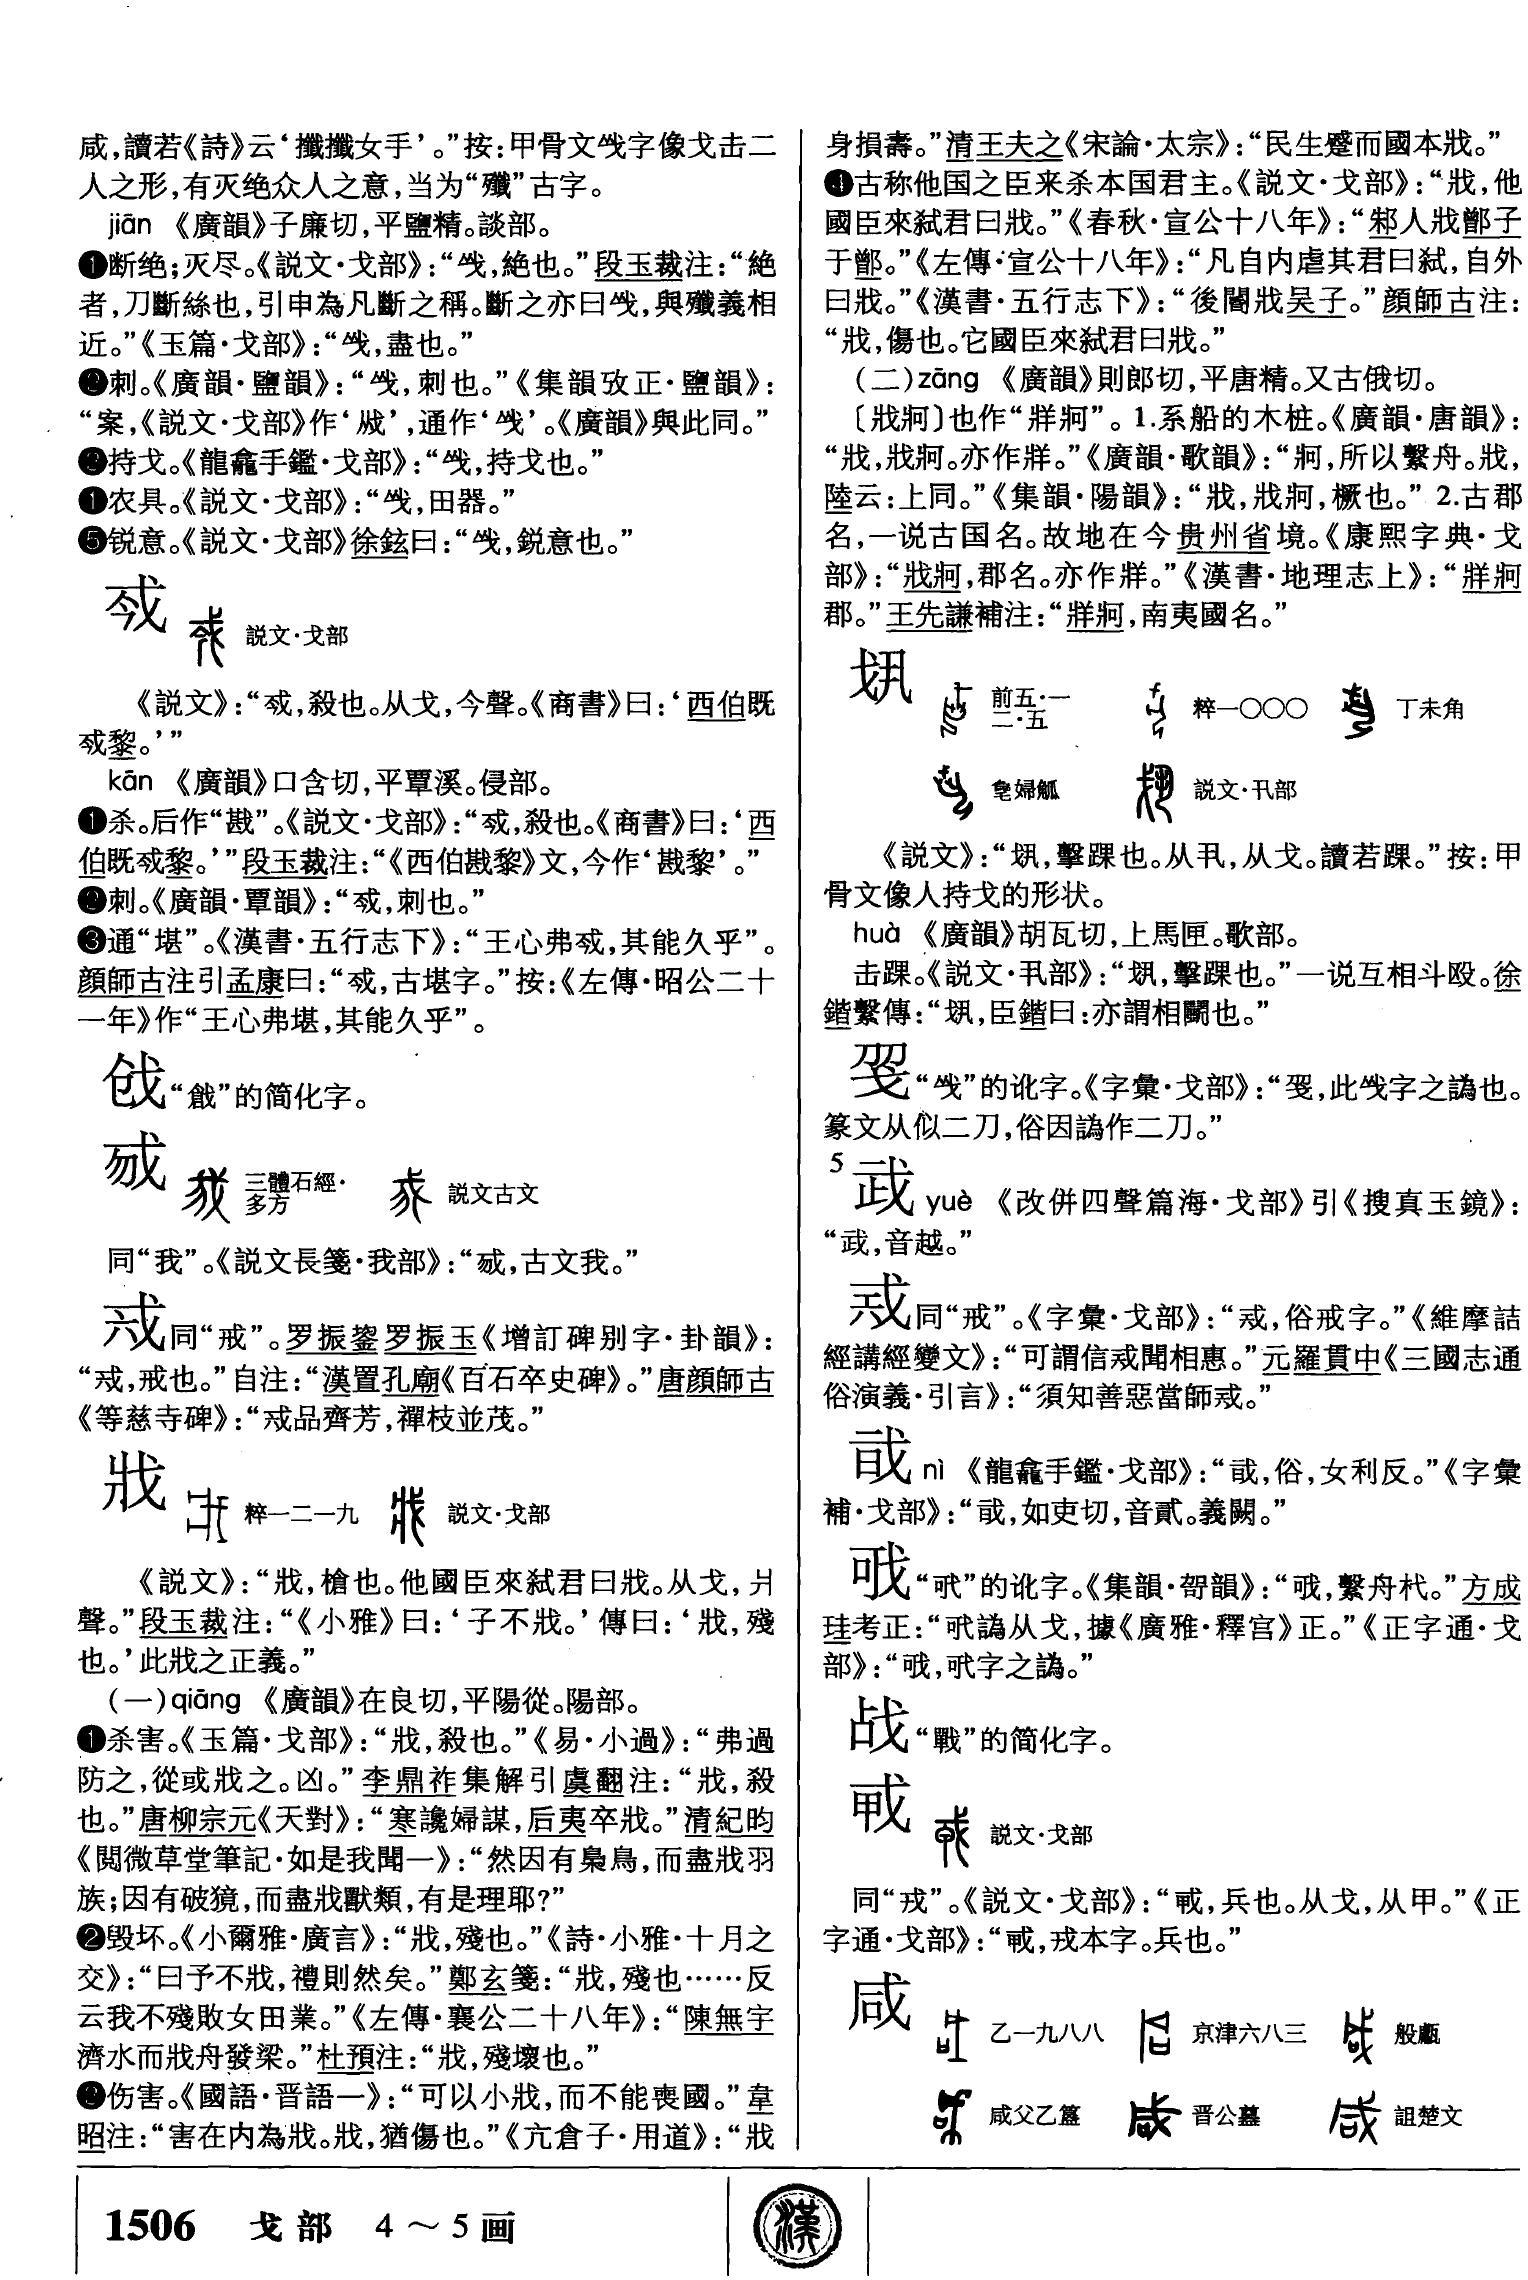 咸，讀若《詩》云‘攕攕女手’。”按：甲骨文㦰字像戈击二
人之形，有灭绝众人之意，当为“殲”古字。
jiān 《廣韻》子廉切，平鹽精。談部。
❶断绝；灭尽。《説文·戈部》：“㦰，絶也。”段玉裁注：“絶
者，刀斷絲也，引申為凡斷之稱。斷之亦曰㦰，與殲義相
近。”《玉篇·戈部》：“㦰，盡也。”
❷刺。《廣韻·鹽韻》：“㦰，刺也。”《集韻攷正·鹽韻》：
“案，《説文·戈部》作‘𢦟’，通作‘㦰’。《廣韻》與此同。”
持戈。《龍龕手鑑·戈部》：“㦰，持戈也。”
农具。《説文·戈部》：“㦰，田器。”
❺锐意。《説文·戈部》徐鉉曰：“㦰，鋭意也。”
𢦟 説文·戈部
《説文》：“𢦟，殺也。从戈，今聲。《商書》曰：‘西伯既
𢦟黎。’”
kān 《廣韻》口含切，平覃溪。侵部。
❶杀。后作“戡”。《説文·戈部》：“𢦟，殺也。《商書》曰：‘西
伯既𢦟黎。’”段玉裁注：“《西伯戡黎》文，今作‘戡黎’。”
❷刺。《廣韻·覃韻》：“𢦟，刺也。”
❸通“堪”。《漢書·五行志下》：“王心弗𢦟，其能久乎”。
顔師古注引孟康曰：“𢦟，古堪字。”按：《左傳·昭公二十
一年》作“王心弗堪，其能久乎”。
戗“戧”的简化字。
𢦠 三體石經·多方 説文古文
同“我”。《説文長箋·我部》：“𢦠，古文我。”
同“戒”。罗振鋆罗振玉《增訂碑别字·卦韻》：
“，戒也。”自注：“漢置孔廟《百石卒史碑》。”唐顔師古
《等慈寺碑》：“品齊芳，禪枝並茂。”
戕 粹一二一九 説文·戈部
《説文》：“戕，槍也。他國臣來弑君曰戕。从戈，爿
聲。”段玉裁注：“《小雅》曰：‘子不戕。’傳曰：‘戕，殘
也。’此戕之正義。”
（一）qiāng 《廣韻》在良切，平陽從。陽部。
❶杀害。《玉篇·戈部》：“戕，殺也。”《易·小過》：“弗過
防之，從或戕之。凶。”李鼎祚集解引虞翻注：“戕，殺
也。”唐柳宗元《天對》：“寒讒婦謀，后夷卒戕。”清紀昀
《閲微草堂筆記·如是我聞一》：“然因有梟鳥，而盡戕羽
族；因有破獍，而盡戕獸類，有是理耶？”
❷毁坏。《小爾雅·廣言》：“戕，殘也。”《詩·小雅·十月之
交》：“曰予不戕，禮則然矣。”鄭玄箋：“戕，殘也……反
云我不殘敗女田業。”《左傳·襄公二十八年》：“陳無宇
濟水而戕舟發梁。”杜預注：“戕，殘壞也。”
伤害。《國語·晋語一》：“可以小戕，而不能喪國。”韋
昭注：“害在内為戕。戕，猶傷也。”《亢倉子·用道》：“戕
身損壽。”清王夫之《宋論·太宗》：“民生蹙而國本戕。”
❹古称他国之臣来杀本国君主。《説文·戈部》：“戕，他
國臣來弑君曰戕。”《春秋·宣公十八年》：“邾人戕鄫子
于鄫。”《左傳·宣公十八年》：“凡自内虐其君曰弑，自外
曰戕。”《漢書·五行志下》：“後閽戕吴子。”顔師古注：
“戕，傷也。它國臣來弑君曰戕。”
（二）zāng 《廣韻》則郎切，平唐精。又古俄切。
〔戕牁〕也作“牂牁”。1.系船的木桩。《廣韻·唐韻》：
“戕，戕牁。亦作牂。”《廣韻·歌韻》：“牁，所以繫舟。戕，
陸云：上同。”《集韻·陽韻》：“戕，戕牁，橛也。” 2.古郡
名，一说古国名。故地在今贵州省境。《康熙字典·戈
部》：“戕牁，郡名。亦作牂。”《漢書·地理志上》：“牂牁
郡。”王先謙補注：“牂牁，南夷國名。”
㧽 前五·一二·五 粹一〇〇〇 丁未角
婦觚 説文·丮部
《説文》：“，擊踝也。从丮，从戈。讀若踝。”按：甲
骨文像人持戈的形状。
huà 《廣韻》胡瓦切，上馬匣。歌部。
击踝。《説文·丮部》：“，擊踝也。”一说互相斗殴。徐
鍇繫傳：“，臣鍇曰：亦謂相鬭也。”
“㦰”的讹字。《字彙·戈部》：“，此㦰字之譌也。
篆文从似二刀，俗因譌作二刀。”
5
yuè 《改併四聲篇海·戈部》引《搜真玉鏡》：
“，音越。”
同“戒”。《字彙·戈部》：“，俗戒字。”《維摩詰
經講經變文》：“可謂信聞相惠。”元羅貫中《三國志通
俗演義·引言》：“須知善惡當師。”
nì 《龍龕手鑑·戈部》：“，俗，女利反。”《字彙
補·戈部》：“，如吏切，音貳。義闕。”
戨“𢦧”的讹字。《集韻·哿韻》：“，繫舟杙。”方成
珪考正：“譌从戈，據《廣雅·釋宫》正。”《正字通·戈
部》：“，字之譌。”
战“戰”的简化字。
𢦦 説文·戈部
同“戎”。《説文·戈部》：“𢦦，兵也。从戈，从甲。”《正
字通·戈部》：“𢦦，戎本字。兵也。”
咸 乙一九八八 京津六八三 般甗
咸父乙簋 晋公𥂴 詛楚文
1506 戈部 4～5画
漢